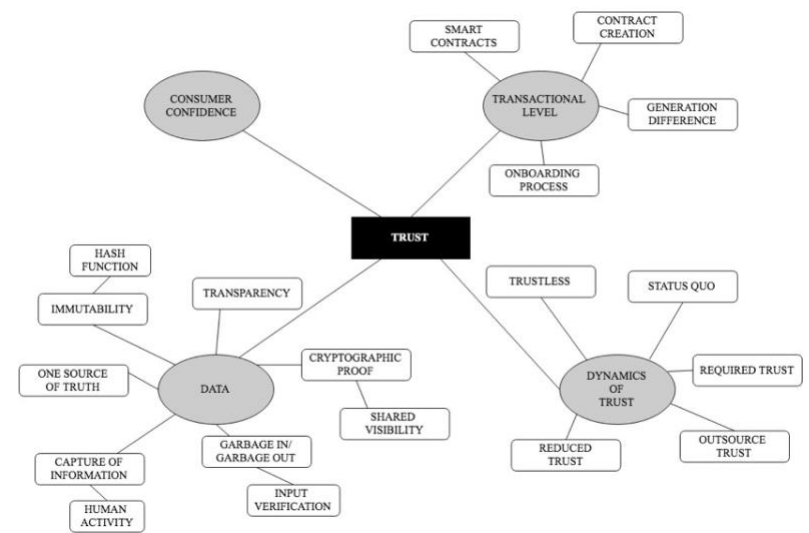 SMART
CONTRACTS
CONTRACT
CREATION
CONSUMER
CONFIDENCE
TRANSACTIONAL
LEVEL
GENERATION
DIFFERENCE
ONBOARDING
PROCESS
TRUST
HASH
FUNCTION
IMMUTABILITY
TRANSPARENCY
ONE SOURCE
OF TRUTH
DATA
CRYPTOGRAPHIC
PROOF
SHARED
VISIBILITY
GARBAGE IN/
GARBAGE OUT
CAPTURE OF
INFORMATION
INPUT
VERIFICATION
HUMAN
ACTIVITY
TRUSTLESS
STATUS QUO
REQUIRED TRUST
DYNAMICS
OF
TRUST
OUTSOURCE
TRUST
REDUCED
TRUST